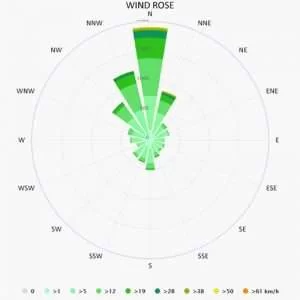 WIND ROSE
N
NNW NNE
NW NE
WNW ENE
W E
WSW ESE
SW SE
SSW SSE
S
0 >1 >5 >12 >19 >28 >38 >50 >61 km/h